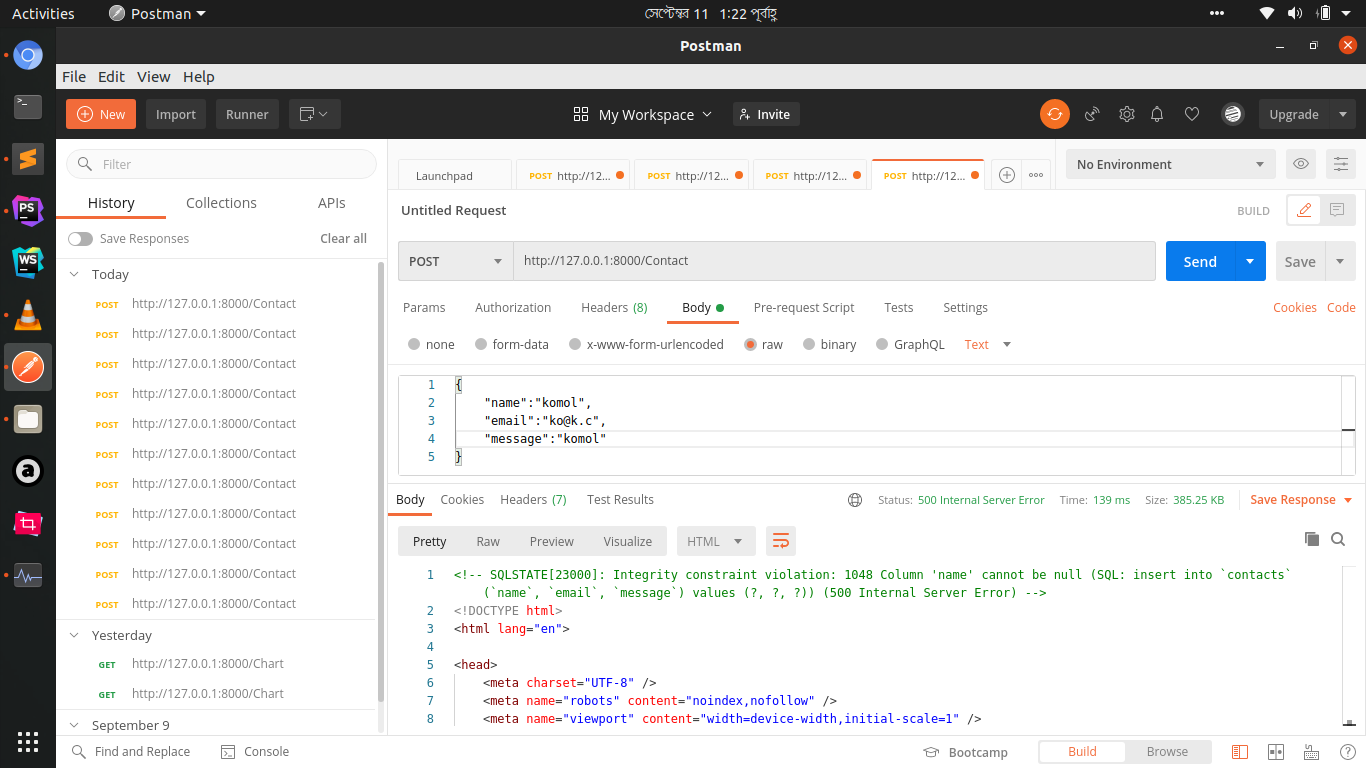 Activities
Postman
সেপ্টেম্বর 11 1:22 পূর্বাহ্ণ
Postman
File Edit View Help
New
Import
Runner
My Workspace
Invite
Upgrade
Filter
History Collections APIs
Save Responses Clear all
Today
POST http://127.0.0.1:8000/Contact
POST http://127.0.0.1:8000/Contact
POST http://127.0.0.1:8000/Contact
POST http://127.0.0.1:8000/Contact
POST http://127.0.0.1:8000/Contact
POST http://127.0.0.1:8000/Contact
POST http://127.0.0.1:8000/Contact
POST http://127.0.0.1:8000/Contact
POST http://127.0.0.1:8000/Contact
POST http://127.0.0.1:8000/Contact
POST http://127.0.0.1:8000/Contact
Yesterday
GET http://127.0.0.1:8000/Chart
GET http://127.0.0.1:8000/Chart
September 9
Launchpad POST http://12... POST http://12... POST http://12... POST http://12...
No Environment
Untitled Request BUILD
POST http://127.0.0.1:8000/Contact Send Save
Params Authorization Headers (8) Body Pre-request Script Tests Settings Cookies Code
none form-data x-www-form-urlencoded raw binary GraphQL Text
1 {
2 "name":"komol",
3 "email":"ko@k.c",
4 "message":"komol"
5 }
Body Cookies Headers (7) Test Results Status: 500 Internal Server Error Time: 139 ms Size: 385.25 KB Save Response
Pretty Raw Preview Visualize HTML
1 <!-- SQLSTATE[23000]: Integrity constraint violation: 1048 Column 'name' cannot be null (SQL: insert into `contacts`
(`name`, `email`, `message`) values (?, ?, ?)) (500 Internal Server Error) -->
2 <!DOCTYPE html>
3 <html lang="en">
4
5 <head>
6 <meta charset="UTF-8" />
7 <meta name="robots" content="noindex,nofollow" />
8 <meta name="viewport" content="width=device-width,initial-scale=1" />
Find and Replace Console Bootcamp Build Browse
PS
WS
a